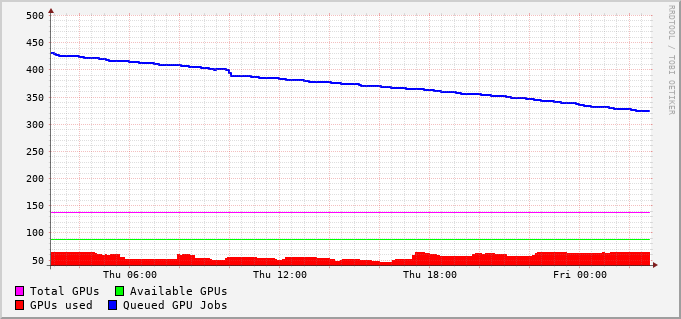 500
450
400
350
300
250
200
150
100
50
Thu 06:00 Thu 12:00 Thu 18:00 Fri 00:00
Total GPUs Available GPUs
GPUs used Queued GPU Jobs
RRDTOOL / TOBI OETIKER